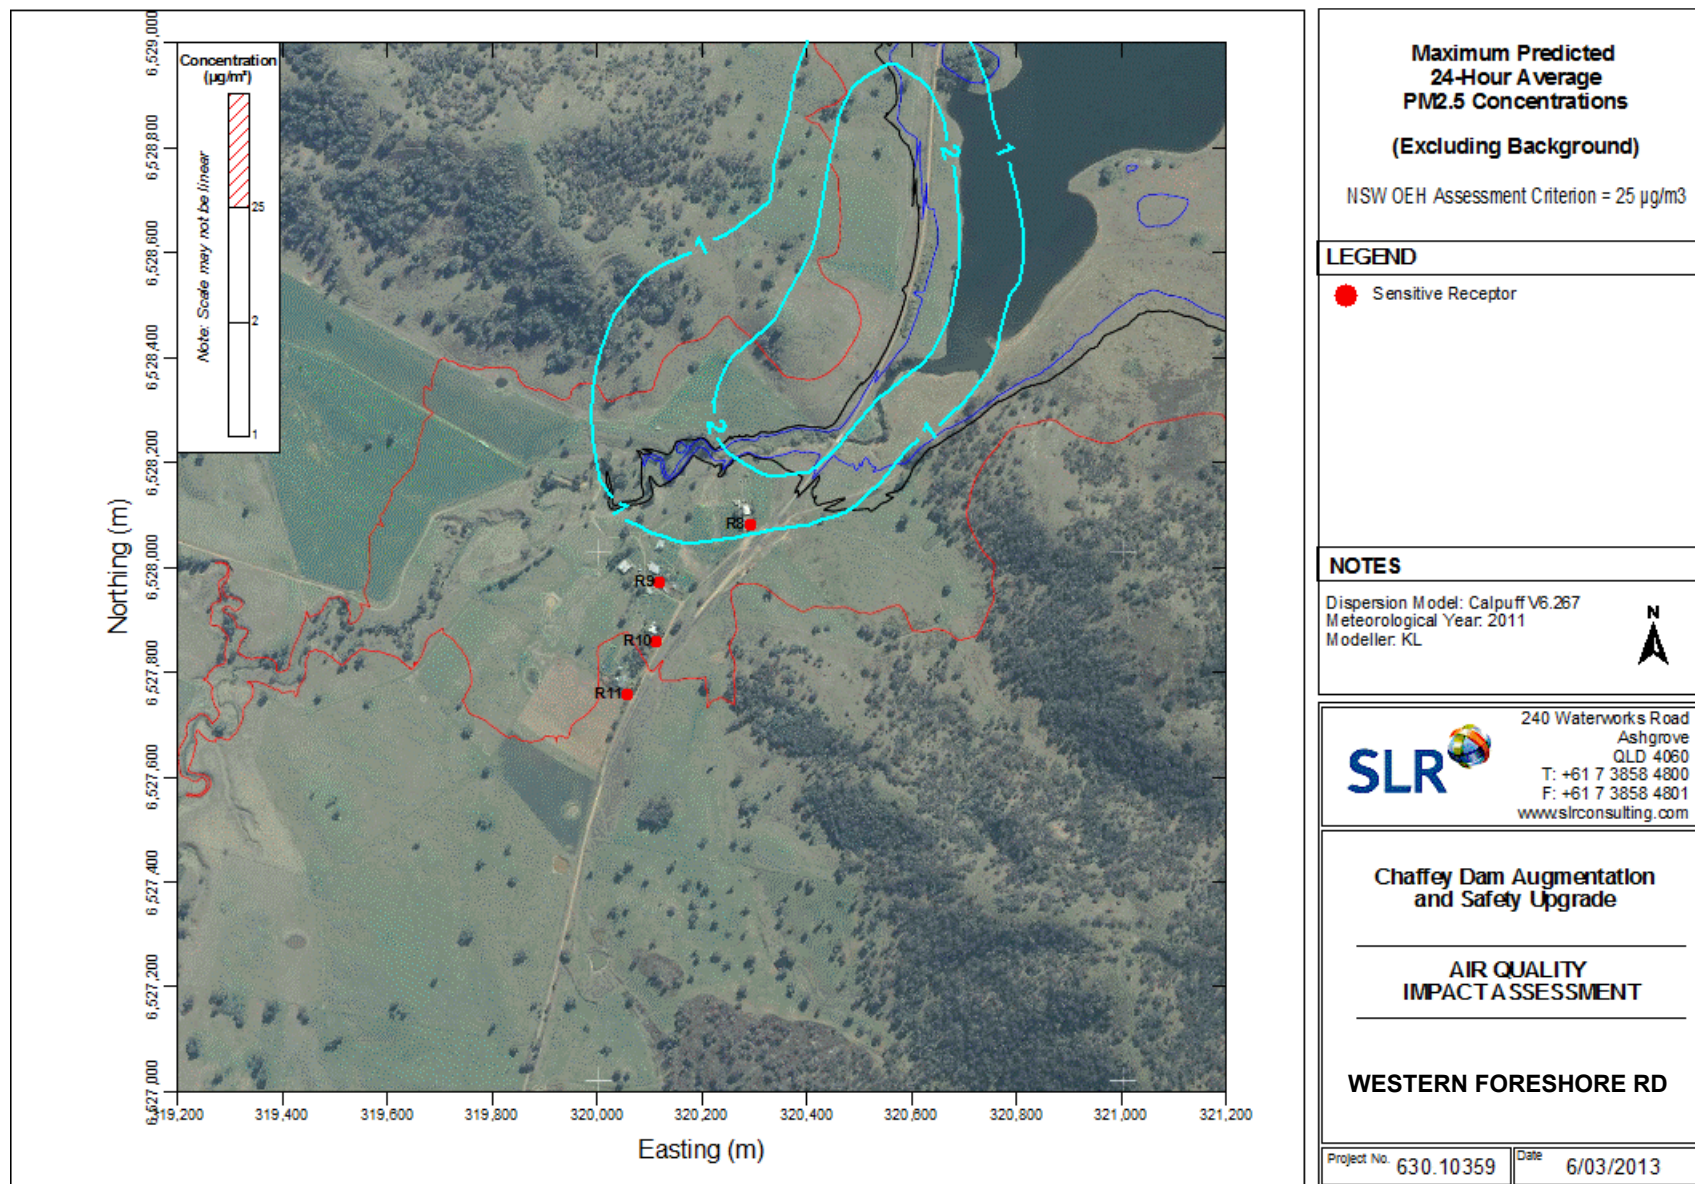 Concentration
(µg/m³)
25
2
1
Note: Scale may not be linear
6,529,000
6,528,800
6,528,600
6,528,400
6,528,200
6,528,000
6,527,800
6,527,600
6,527,400
6,527,200
6,527,000
Northing (m)
319,200
319,400
319,600
319,800
320,000
320,200
320,400
320,600
320,800
321,000
321,200
Easting (m)
1
2
1
2
1
1
R8
R9
R10
R11
Maximum Predicted
24-Hour Average
PM2.5 Concentrations
(Excluding Background)
NSW OEH Assessment Criterion = 25 µg/m3
LEGEND
Sensitive Receptor
NOTES
Dispersion Model: Calpuff V6.267
Meteorological Year: 2011
Modeller: KL
N
SLR
240 Waterworks Road
Ashgrove
QLD 4060
T: +61 7 3858 4800
F: +61 7 3858 4801
www.slrconsulting.com
Chaffey Dam Augmentation
and Safety Upgrade
AIR QUALITY
IMPACT ASSESSMENT
WESTERN FORESHORE RD
Project No. 630.10359
Date 6/03/2013